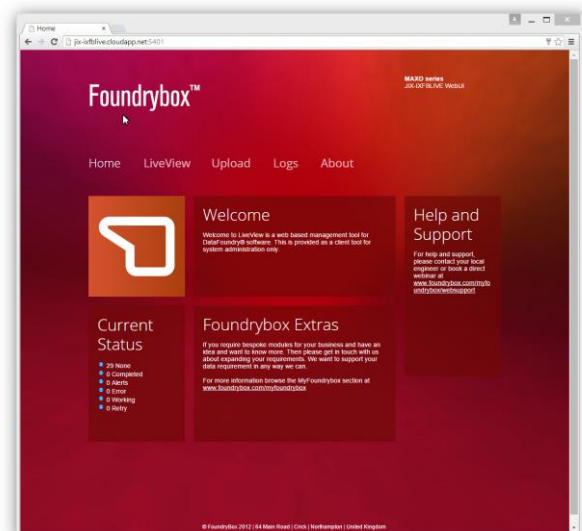 Home
jix-ixfblive.cloudapp.net:5401
MAXO series
JIX-IXFBLIVE WebUI
Foundrybox™
Home LiveView Upload Logs About
Welcome
Welcome to LiveView is a web based management tool for
DataFoundry® software. This is provided as a client tool for
system administration only.
Help and
Support
For help and support,
please contact your local
engineer or book a direct
webinar at
www.foundrybox.com/myfo
undrybox/websupport
Current
Status
29 None
0 Completed
0 Alerts
0 Error
0 Working
0 Retry
Foundrybox Extras
If you require bespoke modules for your business and have an
idea and want to know more. Then please get in touch with us
about expanding your requirements. We want to support your
data requirement in any way we can.
For more information browse the MyFoundrybox section at
www.foundrybox.com/myfoundrybox
© FoundryBox 2012 | 64 Main Road | Crick | Northampton | United Kingdom